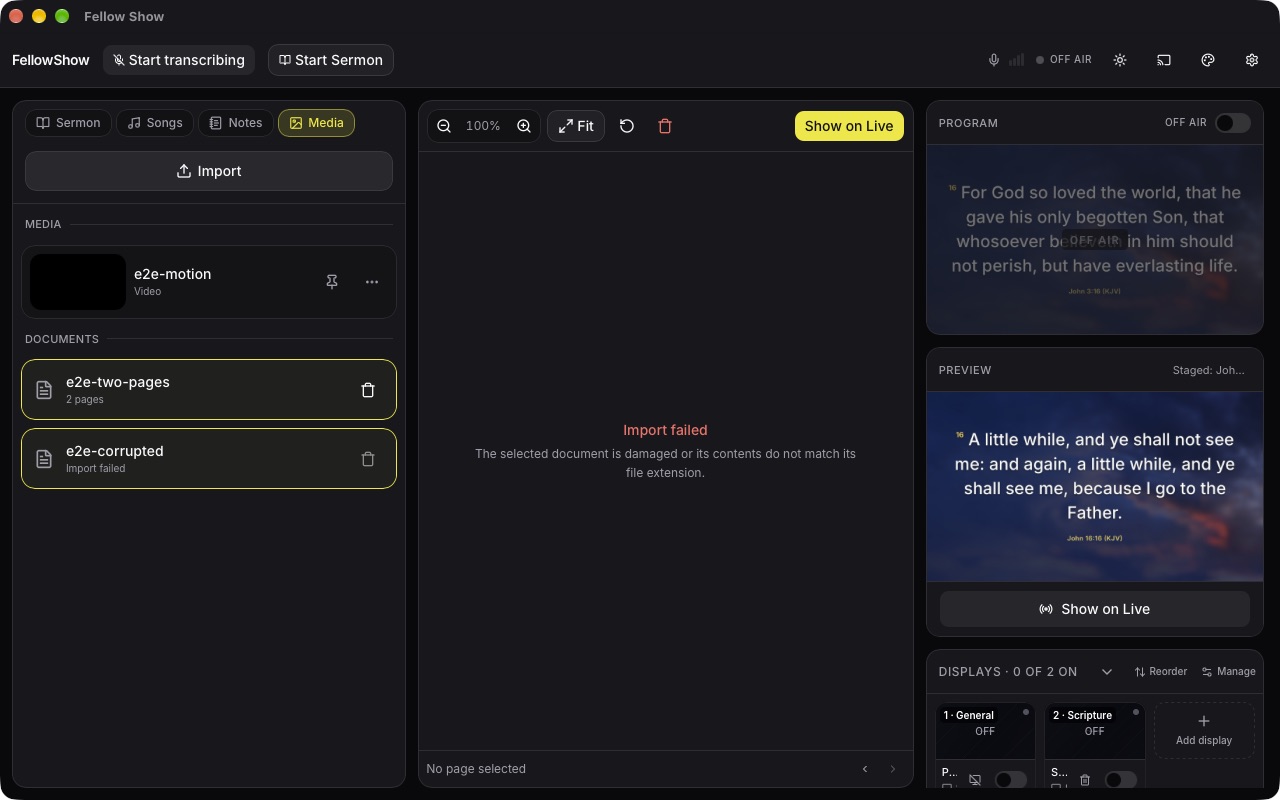 Fellow Show
FellowShow
Start transcribing
Start Sermon
OFF AIR
Sermon
Songs
Notes
Media
Import
MEDIA
e2e-motion
Video
DOCUMENTS
e2e-two-pages
2 pages
e2e-corrupted
Import failed
100%
Fit
Show on Live
Import failed
The selected document is damaged or its contents do not match its
file extension.
No page selected
PROGRAM
OFF AIR
16 For God so loved the world, that he
gave his only begotten Son, that
whosoever believeth in him should
OFF AIR
not perish, but have everlasting life.
John 3:16 (KJV)
PREVIEW
Staged: Joh...
16 A little while, and ye shall not see
me: and again, a little while, and ye
shall see me, because I go to the
Father.
John 16:16 (KJV)
Show on Live
DISPLAYS · 0 OF 2 ON
Reorder
Manage
1 · General
OFF
2 · Scripture
OFF
Add display
P...
S...